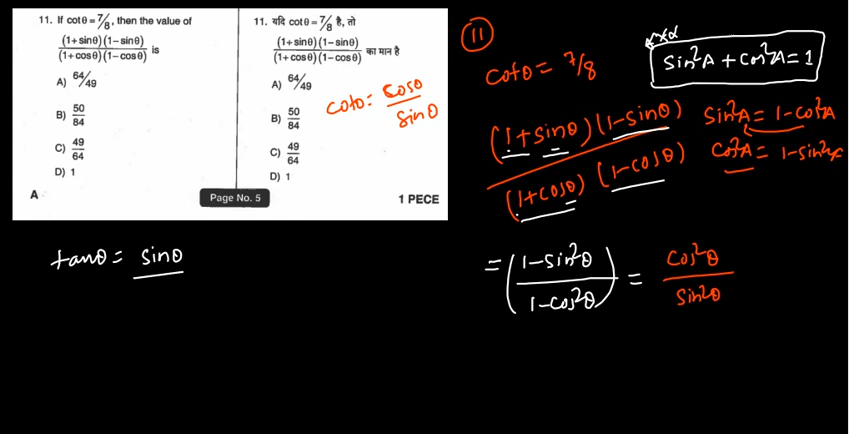 11. If cotθ = 7/8, then the value of
(1+sinθ)(1−sinθ)
(1+cosθ)(1−cosθ) is
A) 64/49
B) 50/84
C) 49/64
D) 1
A
11. यदि cotθ = 7/8 है, तो
(1+sinθ)(1−sinθ)
(1+cosθ)(1−cosθ) का मान है
A) 64/49
B) 50/84
C) 49/64
D) 1
Page No. 5
1 PECE
cotθ = cosθ/sinθ
11
cotθ = 7/8
Sin²A + Cos²A = 1
(1+sinθ)(1−sinθ)
(1+cosθ)(1−cosθ)
Sin²A = 1−Cos²A
Cos²A = 1−sin²
= (1−sin²θ/1−cos²θ) = Cos²θ/Sin²θ
tanθ = sinθ